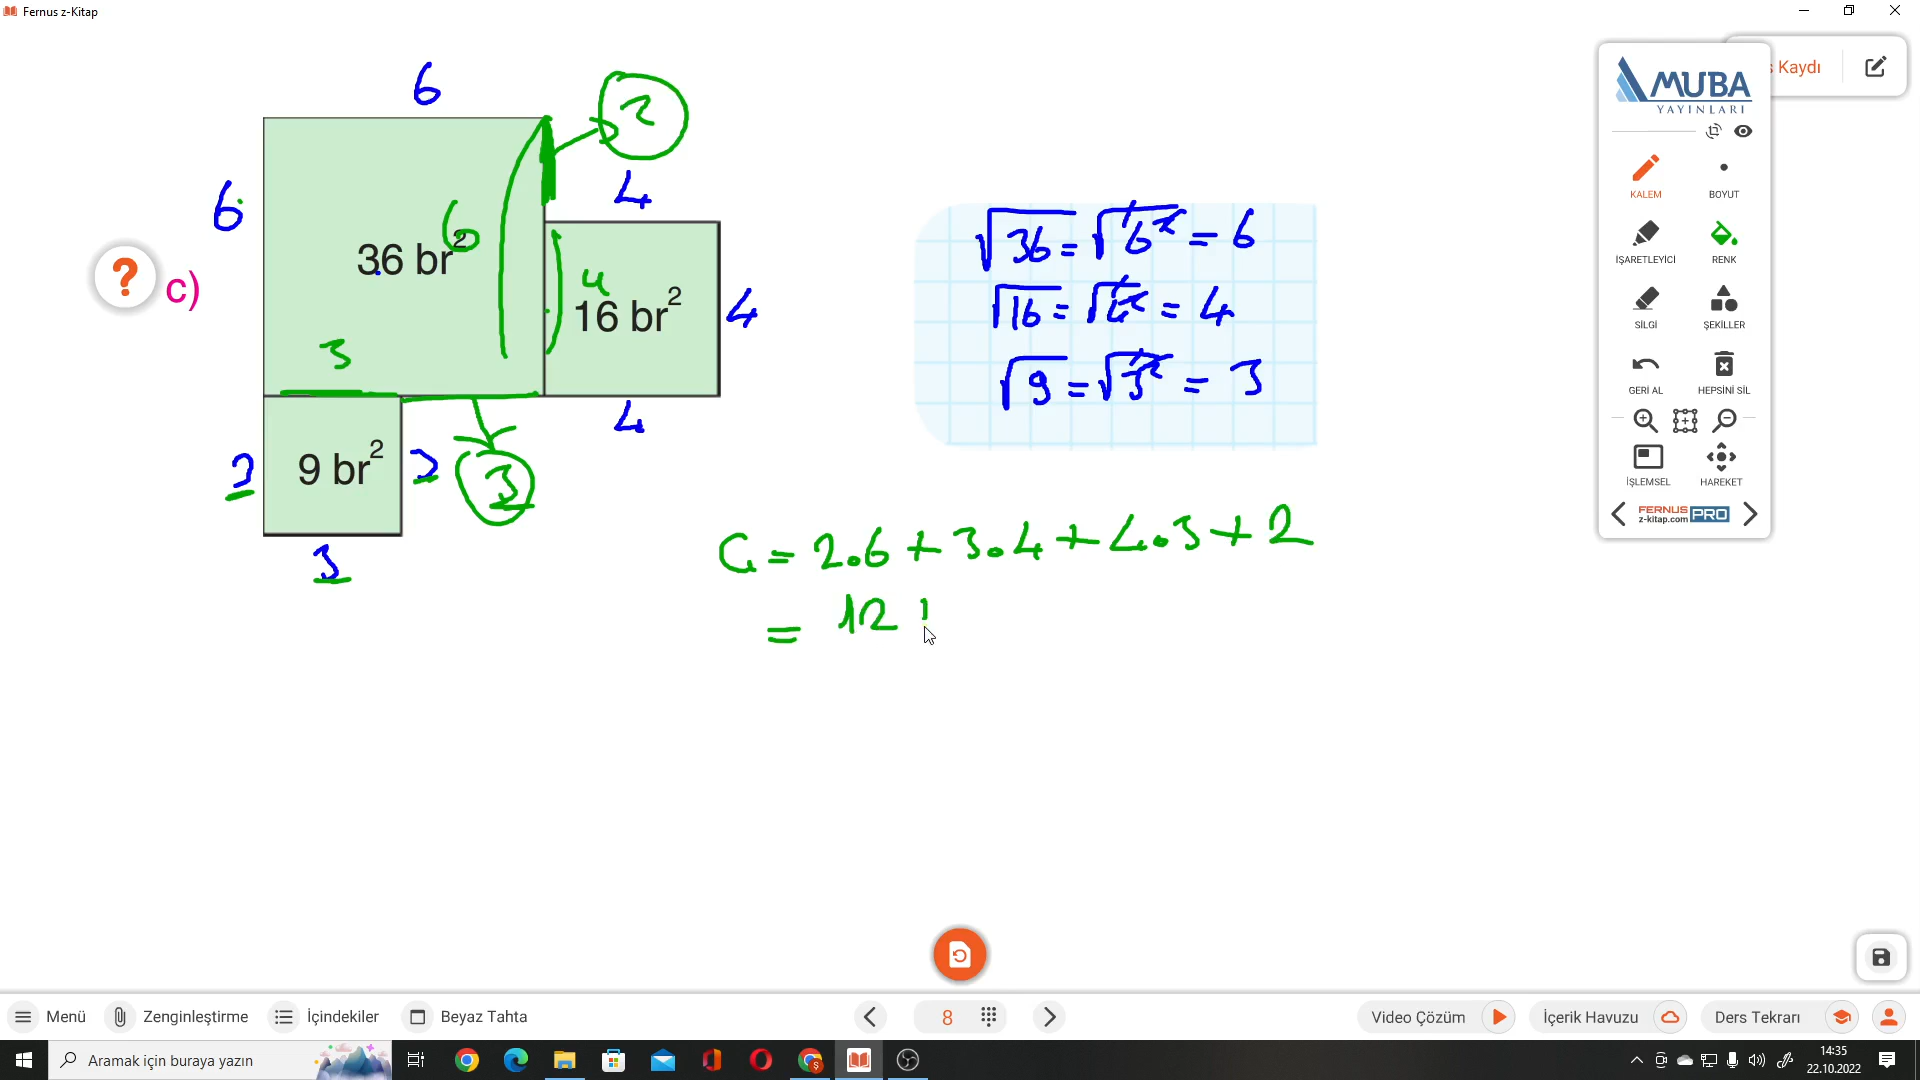 Fernus z-Kitap
s Kaydı
MUBA
YAYINLARI
KALEM
BOYUT
İŞARETLEYİCİ
RENK
SİLGİ
ŞEKİLLER
GERİ AL
HEPSİNİ SİL
İŞLEMSEL
HAREKET
FERNUS PRO
z-kitap.com
6
2
4
6
36 br²
6
4
16 br²
4
? c)
3
4
3
9 br²
3
3
3
√36 = √6² = 6
√16 = √4² = 4
√9 = √3² = 3
Ç = 2.6 + 3.4 + 4.3 + 2
= 12
Menü
Zenginleştirme
İçindekiler
Beyaz Tahta
8
Video Çözüm
İçerik Havuzu
Ders Tekrarı
Aramak için buraya yazın
14:35
22.10.2022